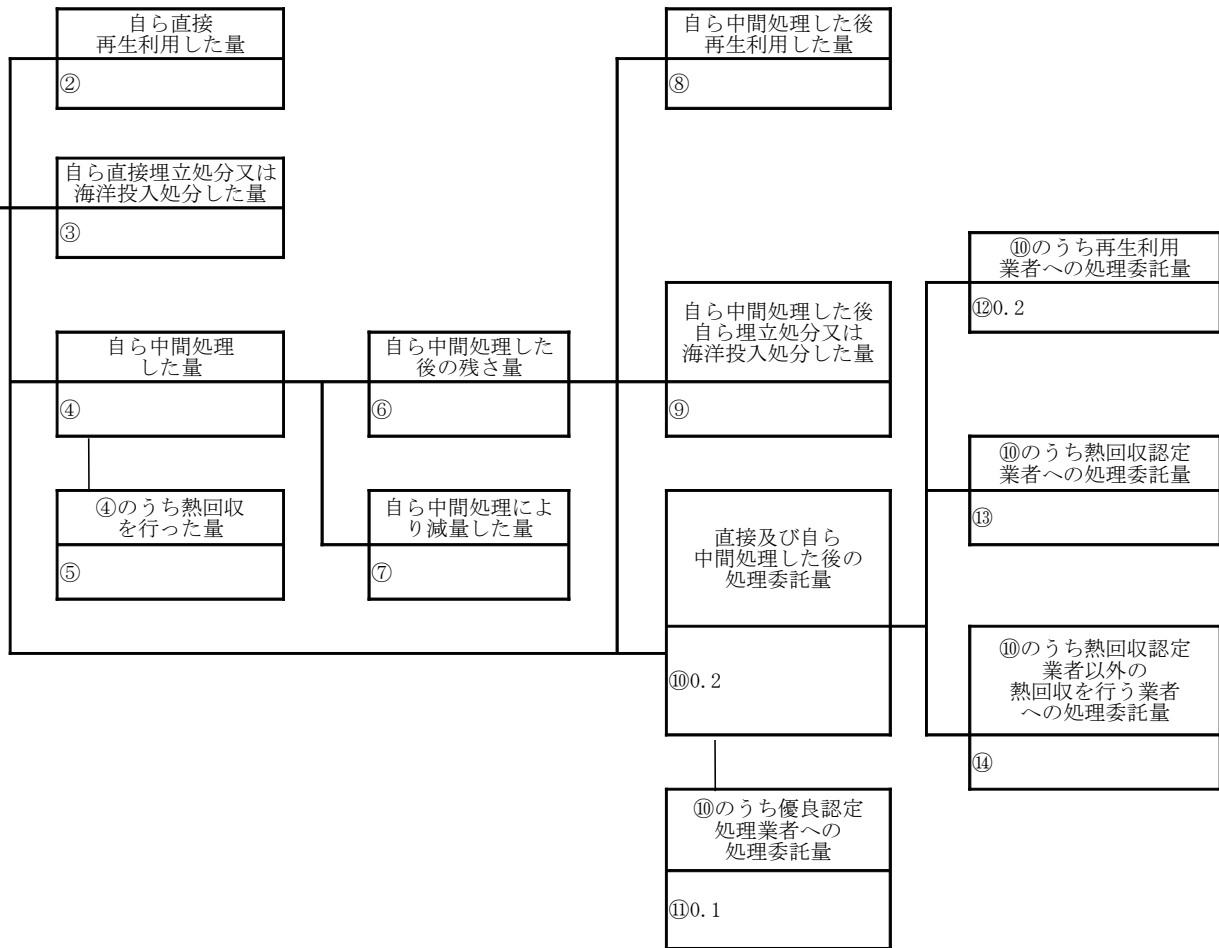 自ら直接
再生利用した量
②
自ら中間処理した後
再生利用した量
⑧
自ら直接埋立処分又は
海洋投入処分した量
③
⑩のうち再生利用
業者への処理委託量
⑫0.2
自ら中間処理した後
自ら埋立処分又は
海洋投入処分した量
⑨
自ら中間処理
した量
④
自ら中間処理した
後の残さ量
⑥
⑩のうち熱回収認定
業者への処理委託量
⑬
④のうち熱回収
を行った量
⑤
自ら中間処理によ
り減量した量
⑦
直接及び自ら
中間処理した後の
処理委託量
⑩0.2
⑩のうち熱回収認定
業者以外の
熱回収を行う業者
への処理委託量
⑭
⑩のうち優良認定
処理業者への
処理委託量
⑪0.1